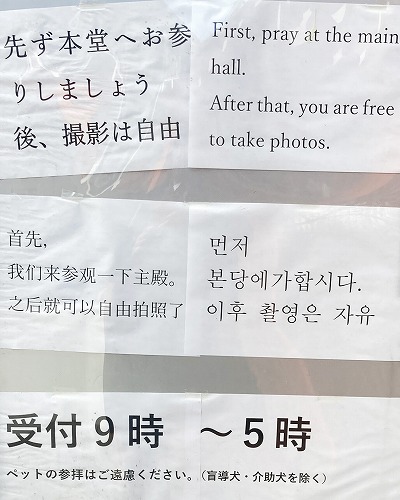 先ず本堂へお参
りしましょう
後、撮影は自由
First, pray at the main
hall.
After that, you are free
to take photos.
首先,
我们来参观一下主殿。
之后就可以自由拍照了
먼저
본당에가합시다.
이후 촬영은 자유
受付9時 ～5時
ペットの参拝はご遠慮ください。(盲導犬・介助犬を除く)